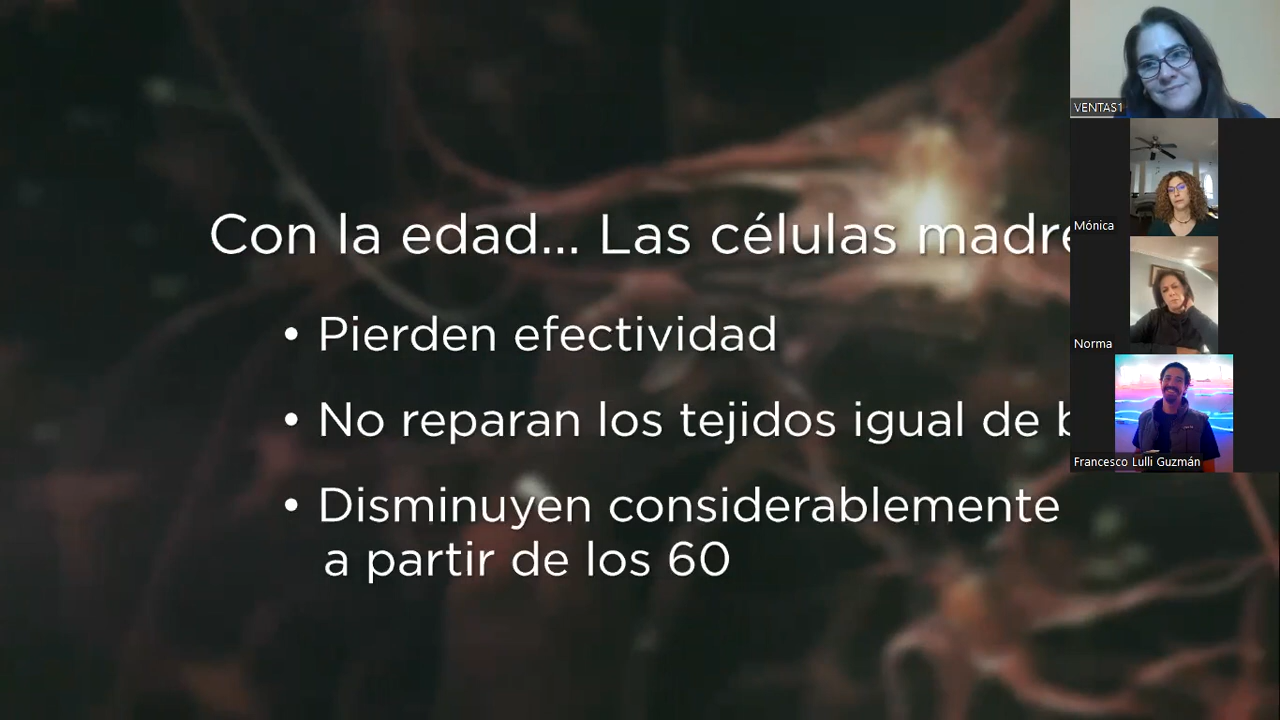 Con la edad... Las células madre
• Pierden efectividad
• No reparan los tejidos igual de
• Disminuyen considerablemente
a partir de los 60
VENTAS1
Mónica
Norma
Francesco Lulli Guzmán